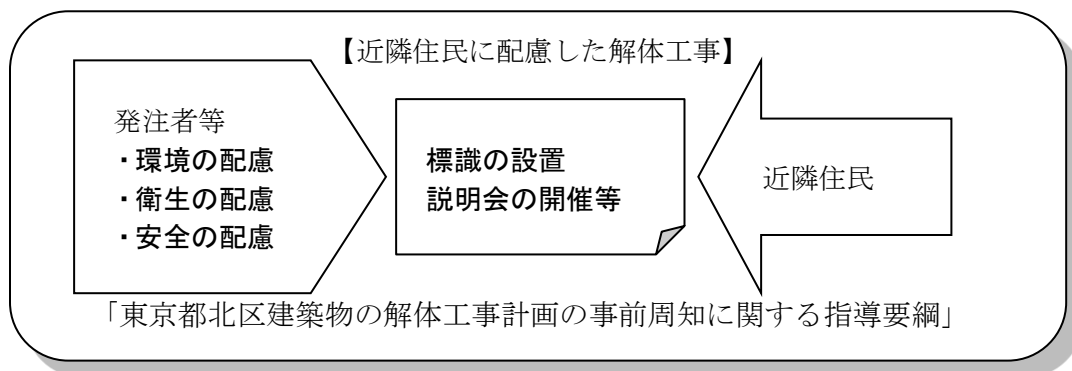 【近隣住民に配慮した解体工事】
発注者等
・環境の配慮
・衛生の配慮
・安全の配慮
標識の設置
説明会の開催等
近隣住民
「東京都北区建築物の解体工事計画の事前周知に関する指導要綱」